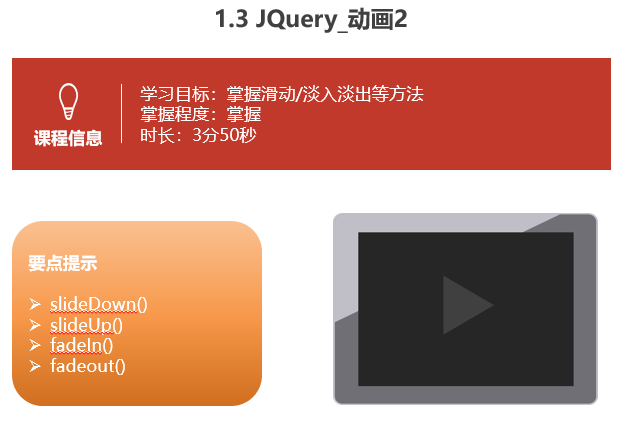 1.3 JQuery_动画2
课程信息
学习目标：掌握滑动/淡入淡出等方法
掌握程度：掌握
时长：3分50秒
要点提示
➢ slideDown()
➢ slideUp()
➢ fadeIn()
➢ fadeout()